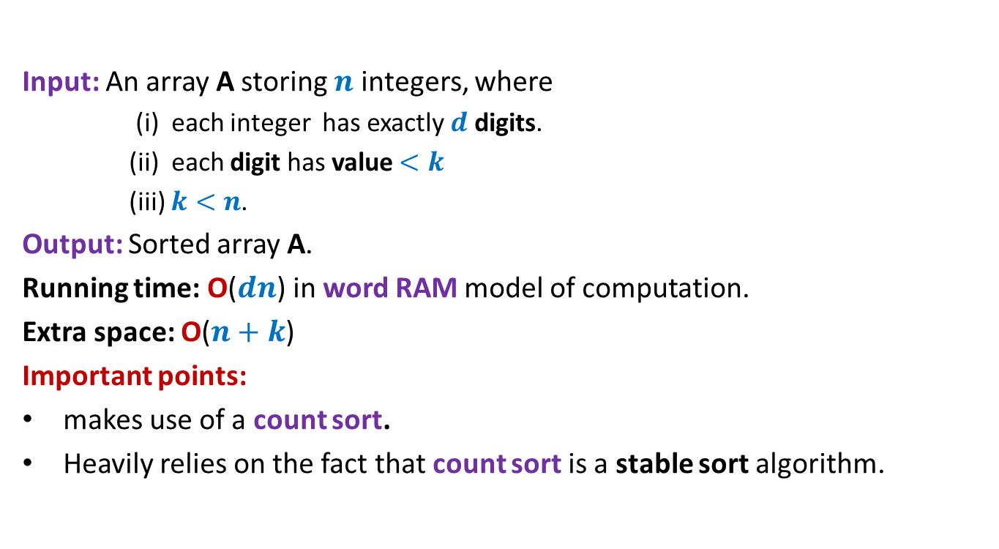 Input: An array A storing n integers, where
(i) each integer has exactly d digits.
(ii) each digit has value < k
(iii) k < n.
Output: Sorted array A.
Running time: O(dn) in word RAM model of computation.
Extra space: O(n + k)
Important points:
• makes use of a count sort.
• Heavily relies on the fact that count sort is a stable sort algorithm.